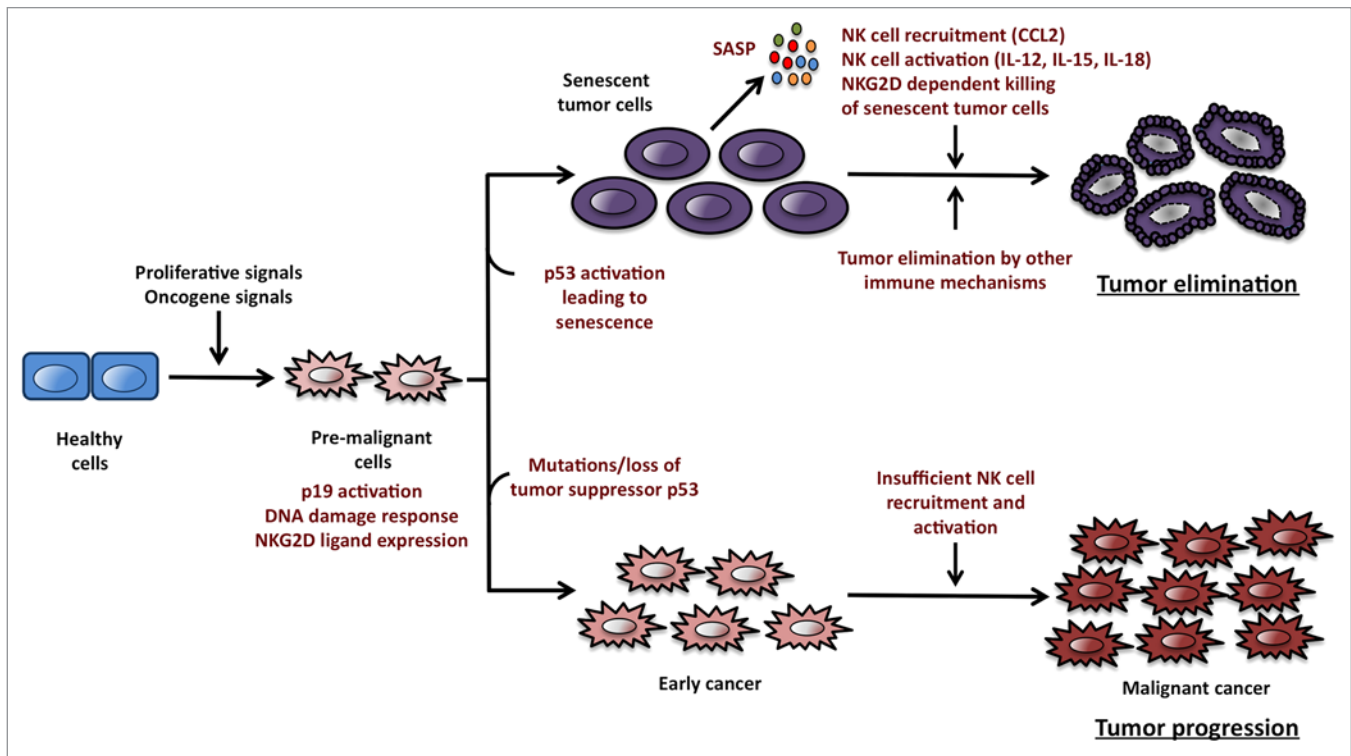 SASP
NK cell recruitment (CCL2)
NK cell activation (IL-12, IL-15, IL-18)
NKG2D dependent killing
of senescent tumor cells
Senescent
tumor cells
Proliferative signals
Oncogene signals
p53 activation
leading to
senescence
Tumor elimination by other
immune mechanisms
Tumor elimination
Healthy
cells
Pre-malignant
cells
p19 activation
DNA damage response
NKG2D ligand expression
Mutations/loss of
tumor suppressor p53
Insufficient NK cell
recruitment and
activation
Early cancer
Malignant cancer
Tumor progression